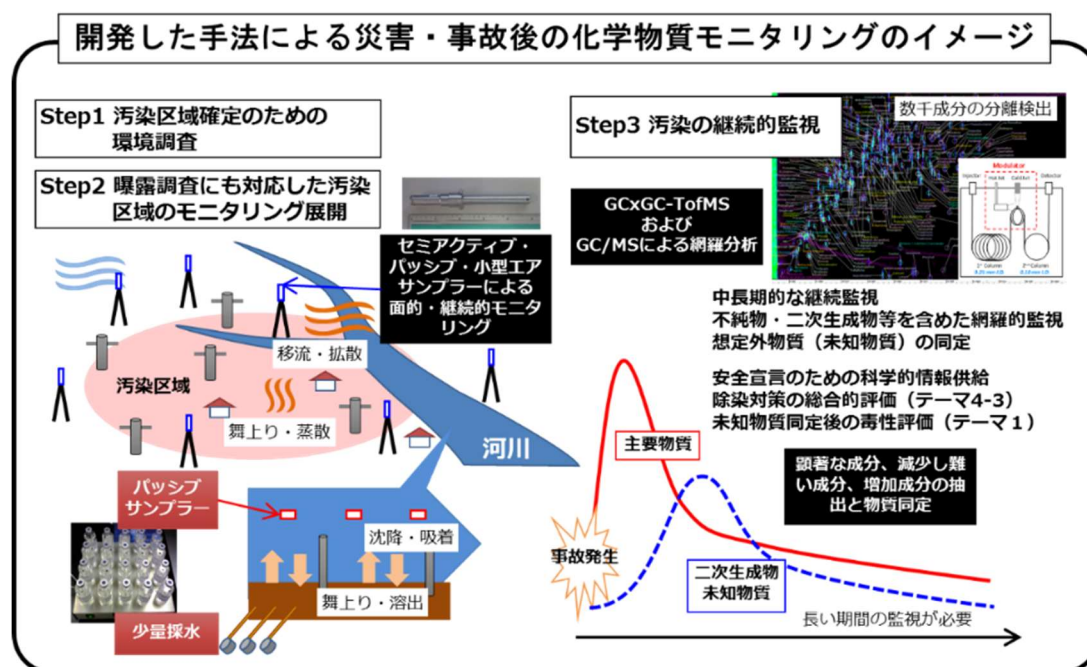 開発した手法による災害・事故後の化学物質モニタリングのイメージ
Step1 汚染区域確定のための
環境調査
Step2 曝露調査にも対応した汚染
区域のモニタリング展開
セミアクティブ・
パッシブ・小型エア
サンプラーによる
面的・継続的モニタ
リング
移流・拡散
汚染区域
舞上り・蒸散
河川
パッシブ
サンプラー
沈降・吸着
舞上り・溶出
少量採水
Step3 汚染の継続的監視
数千成分の分離検出
GCxGC-TofMS
および
GC/MSによる網羅分析
Modulator
Injector
Detector
1st Column
2nd Column
中長期的な継続監視
不純物・二次生成物等を含めた網羅的監視
想定外物質（未知物質）の同定
安全宣言のための科学的情報供給
除染対策の総合的評価（テーマ4-3）
未知物質同定後の毒性評価（テーマ１）
主要物質
顕著な成分、減少し難
い成分、増加成分の抽
出と物質同定
事故発生
二次生成物
未知物質
長い期間の監視が必要